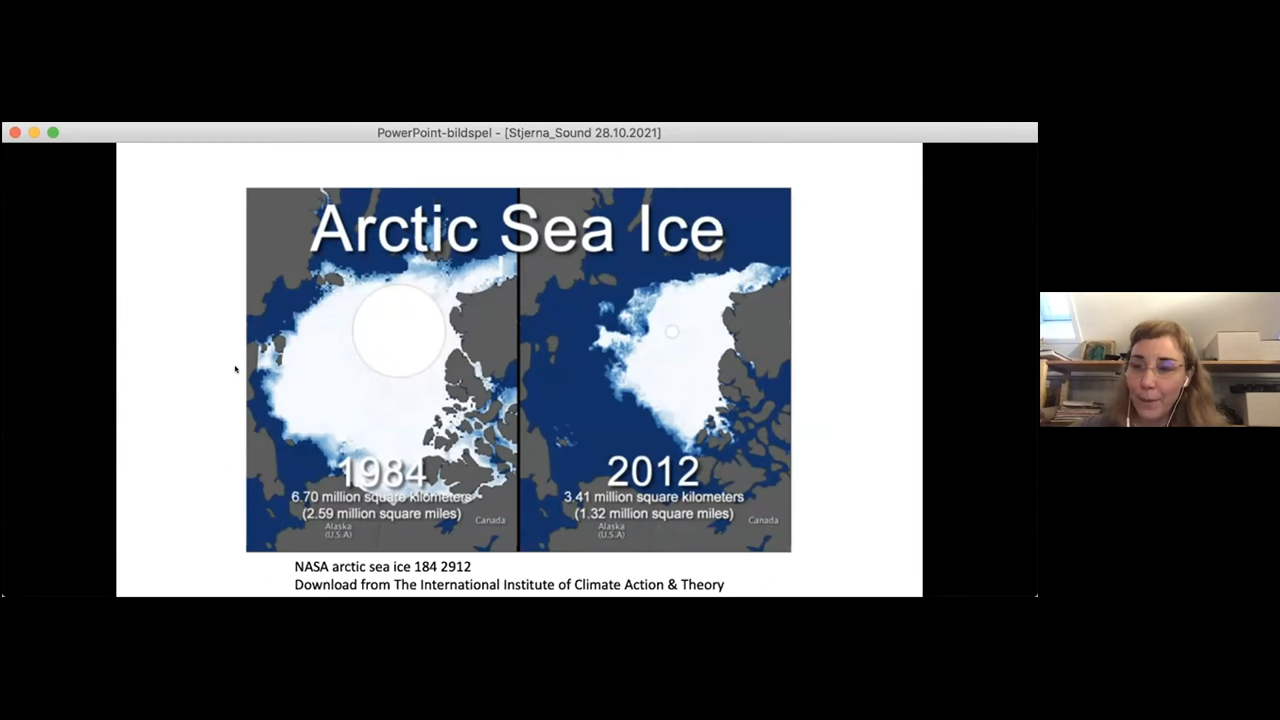 PowerPoint-bildspel - [Stjerna_Sound 28.10.2021]
Arctic Sea Ice
1984
6.70 million square kilometers
(2.59 million square miles)
Alaska
(U.S.A)
Canada
2012
3.41 million square kilometers
(1.32 million square miles)
Alaska
(U.S.A)
Canada
NASA arctic sea ice 184 2912
Download from The International Institute of Climate Action & Theory